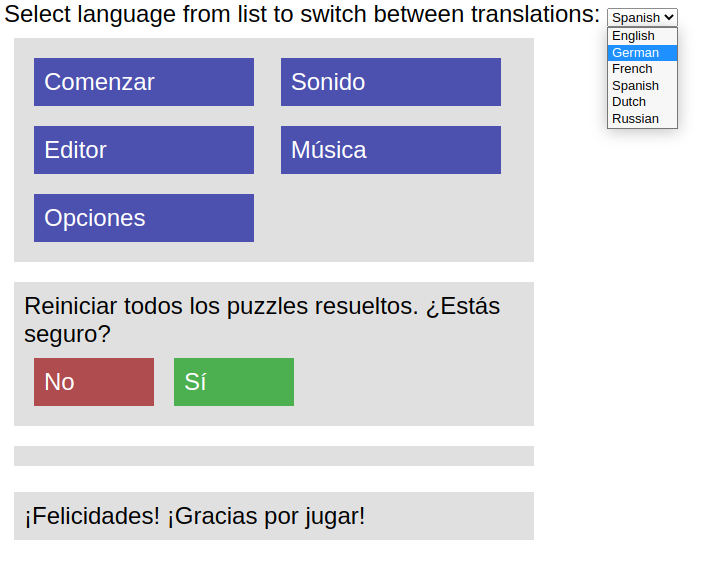 Select language from list to switch between translations: Spanish
English
German
French
Spanish
Dutch
Russian
Comenzar
Sonido
Editor
Música
Opciones
Reiniciar todos los puzzles resueltos. ¿Estás
seguro?
No
Sí
¡Felicidades! ¡Gracias por jugar!